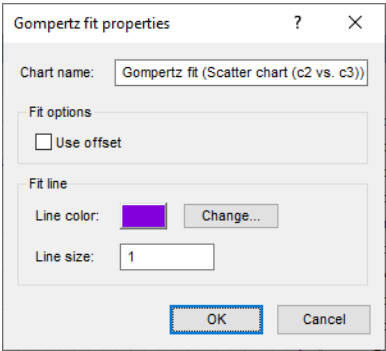 Gompertz fit properties ? ×
Chart name: Gompertz fit (Scatter chart (c2 vs. c3))
Fit options
Use offset
Fit line
Line color: Change...
Line size: 1
OK Cancel